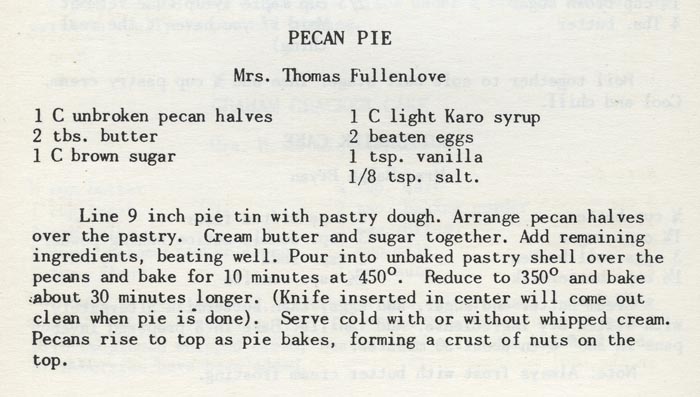 PECAN PIE
Mrs. Thomas Fullenlove
1 C unbroken pecan halves
2 tbs. butter
1 C brown sugar
1 C light Karo syrup
2 beaten eggs
1 tsp. vanilla
1/8 tsp. salt.
Line 9 inch pie tin with pastry dough. Arrange pecan halves
over the pastry. Cream butter and sugar together. Add remaining
ingredients, beating well. Pour into unbaked pastry shell over the
pecans and bake for 10 minutes at 450°. Reduce to 350° and bake
about 30 minutes longer. (Knife inserted in center will come out
clean when pie is done). Serve cold with or without whipped cream.
Pecans rise to top as pie bakes, forming a crust of nuts on the
top.